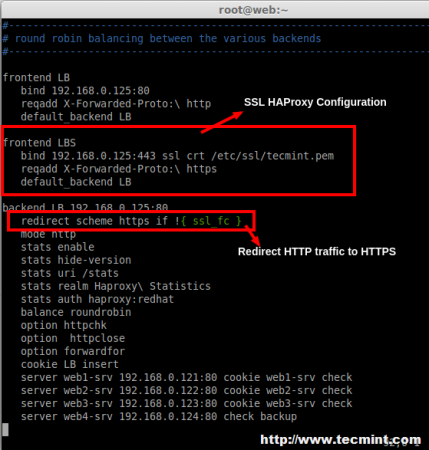 root@web:~
#---------------------------------------------------------------------
# round robin balancing between the various backends
#---------------------------------------------------------------------
frontend LB
bind 192.168.0.125:80
reqadd X-Forwarded-Proto:\ http
default_backend LB
SSL HAProxy Configuration
frontend LBS
bind 192.168.0.125:443 ssl crt /etc/ssl/tecmint.pem
reqadd X-Forwarded-Proto:\ https
default_backend LB
backend LB 192.168.0.125:80
redirect scheme https if !{ ssl_fc }
mode http
Redirect HTTP traffic to HTTPS
stats enable
stats hide-version
stats uri /stats
stats realm Haproxy\ Statistics
stats auth haproxy:redhat
balance roundrobin
option httpchk
option  httpclose
option forwardfor
cookie LB insert
server web1-srv 192.168.0.121:80 cookie web1-srv check
server web2-srv 192.168.0.122:80 cookie web2-srv check
server web3-srv 192.168.0.123:80 cookie web3-srv check
server web4-srv 192.168.0.124:80 check backup
http://www.tecmint.com